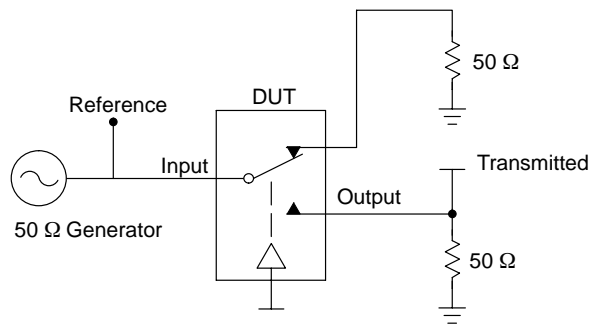 50 Ω
Reference
DUT
Input
Transmitted
Output
50 Ω Generator
50 Ω